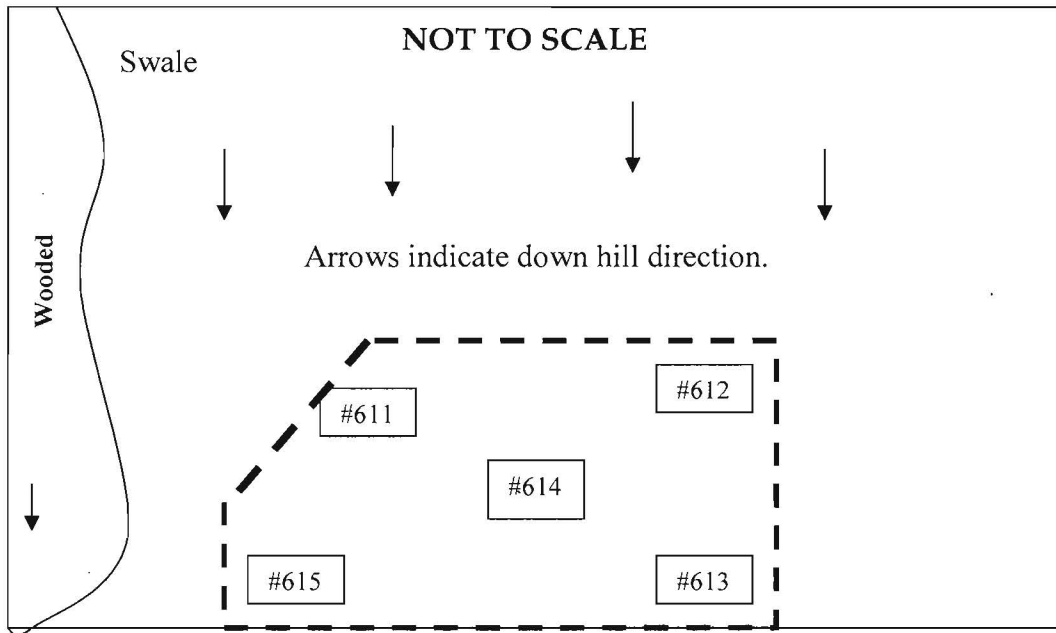 NOT TO SCALE
Swale
Arrows indicate down hill direction.
Wooded
#612
#611
#614
#615
#613